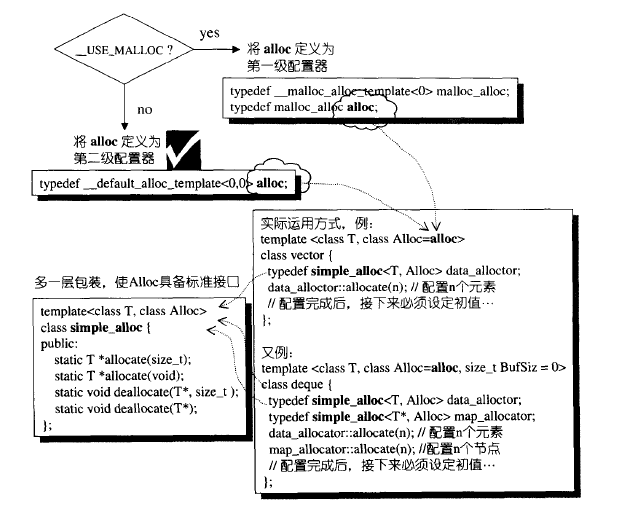 __USE_MALLOC ?
yes
将 alloc 定义为
第一级配置器
typedef __malloc_alloc_template<0> malloc_alloc;
typedef malloc_alloc alloc;
no
将 alloc 定义为
第二级配置器
typedef __default_alloc_template<0,0> alloc;
实际运用方式，例：
template <class T, class Alloc=alloc>
class vector {
typedef simple_alloc<T, Alloc> data_alloctor;
data_alloctor::allocate(n); // 配置n个元素
// 配置完成后，接下来必须设定初值…
};
又例：
template <class T, class Alloc=alloc, size_t BufSiz = 0>
class deque {
typedef simple_alloc<T, Alloc> data_alloctor;
typedef simple_alloc<T*, Alloc> map_allocator;
data_allocator::allocate(n); // 配置n个元素
map_allocator::allocate(n); //配置n个节点
// 配置完成后，接下来必须设定初值…
};
多一层包装，使Alloc具备标准接口
template<class T, class Alloc>
class simple_alloc {
public:
static T *allocate(size_t);
static T *allocate(void);
static void deallocate(T*, size_t );
static void deallocate(T*);
};